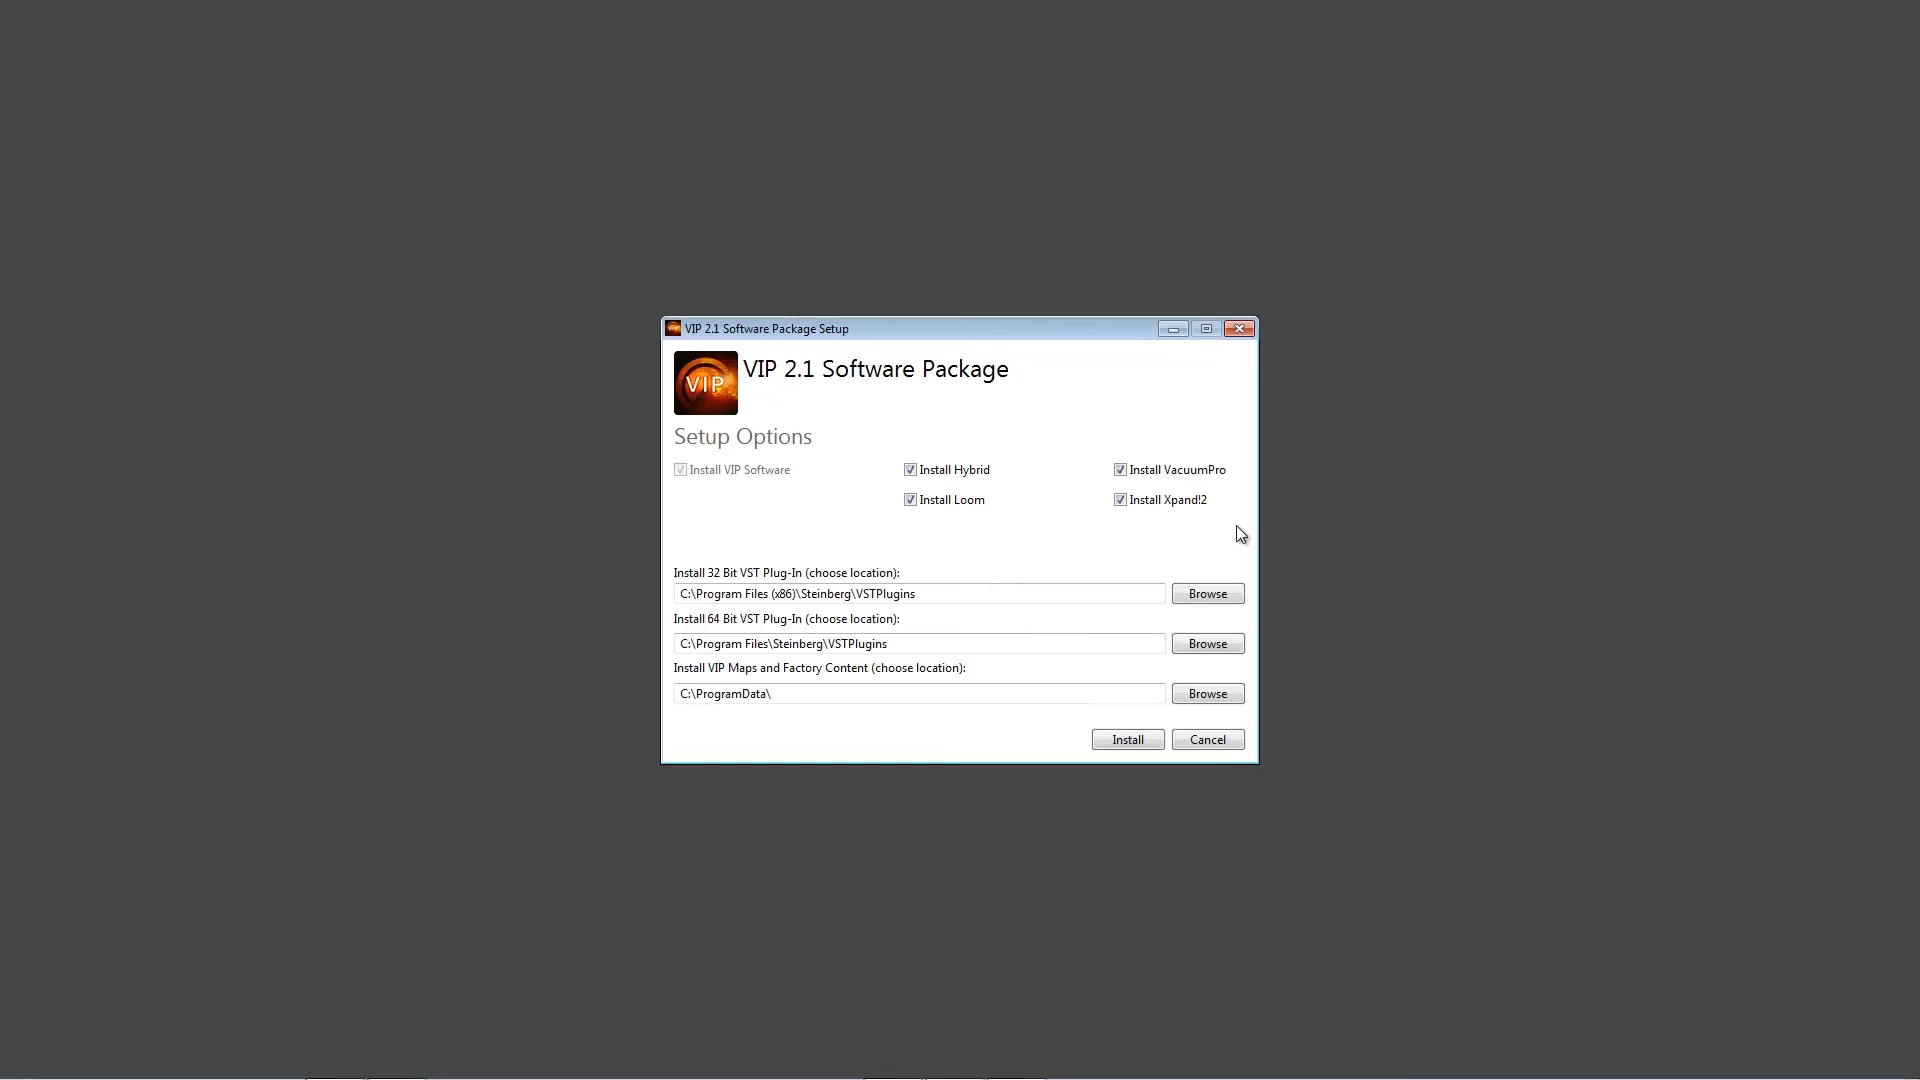 VIP 2.1 Software Package Setup
VIP
VIP 2.1 Software Package
Setup Options
Install VIP Software
Install Hybrid
Install VacuumPro
Install Loom
Install Xpand!2
Install 32 Bit VST Plug-In (choose location):
C:\Program Files (x86)\Steinberg\VSTPlugins
Browse
Install 64 Bit VST Plug-In (choose location):
C:\Program Files\Steinberg\VSTPlugins
Browse
Install VIP Maps and Factory Content (choose location):
C:\ProgramData\
Browse
Install
Cancel